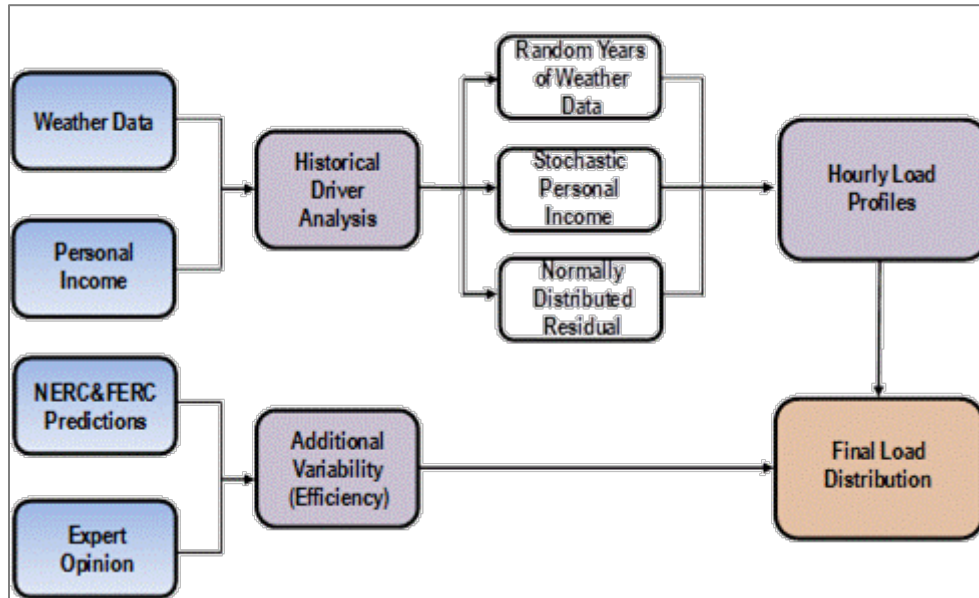 Weather Data
Personal
Income
NERC&FERC
Predictions
Expert
Opinion
Historical
Driver
Analysis
Additional
Variability
(Efficiency)
Random Years
of Weather
Data
Stochastic
Personal
Income
Normally
Distributed
Residual
Hourly Load
Profiles
Final Load
Distribution